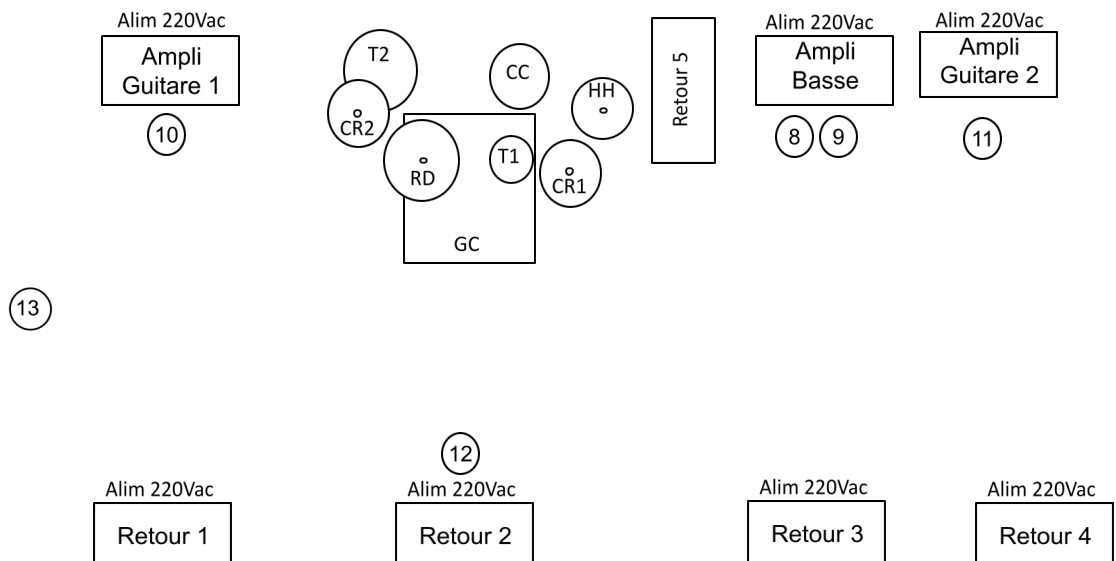 Alim 220Vac
Ampli
Guitare 1
10
T2
CC
CR2
HH
RD
T1
CR1
GC
Retour 5
Alim 220Vac
Ampli
Basse
8
9
Alim 220Vac
Ampli
Guitare 2
11
13
12
Alim 220Vac
Retour 1
Alim 220Vac
Retour 2
Alim 220Vac
Retour 3
Alim 220Vac
Retour 4